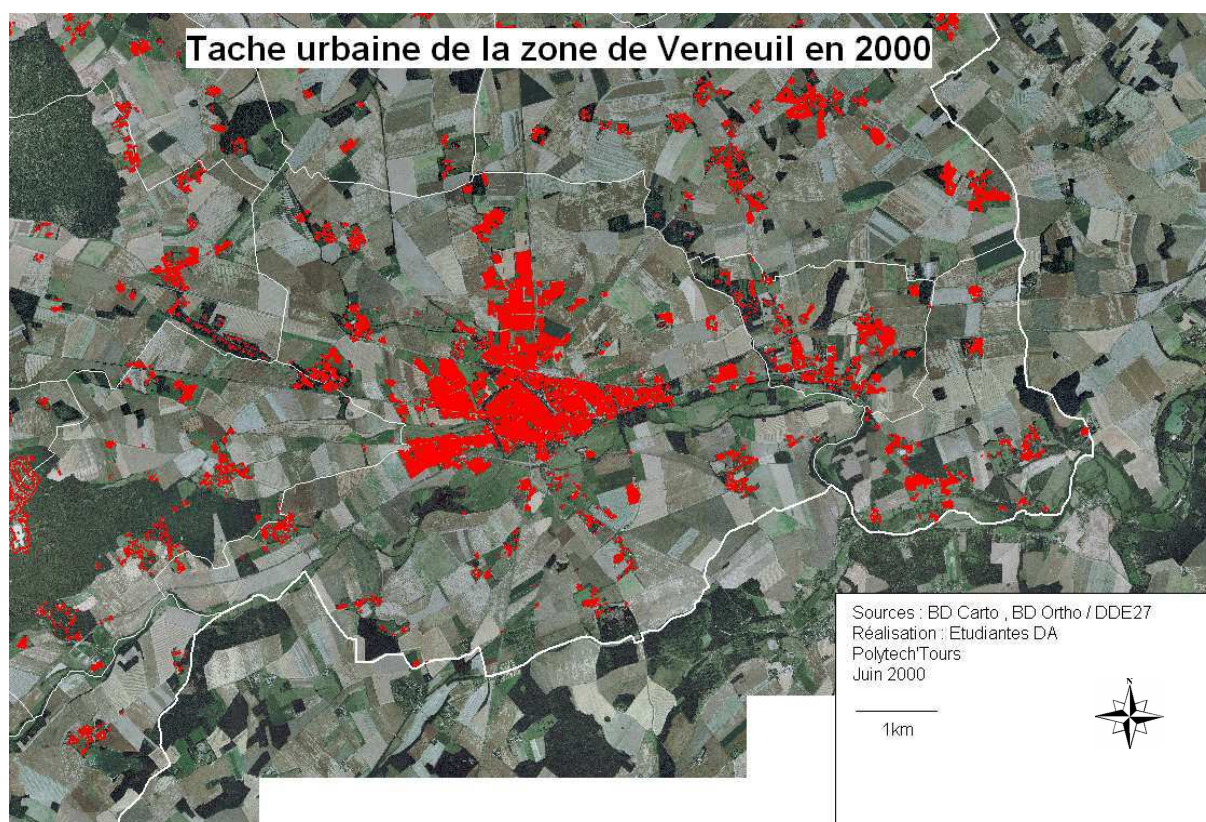 Tache urbaine de la zone de Verneuil en 2000
Sources : BD Carto , BD Ortho / DDE27
Réalisation : Etudiantes DA
Polytech'Tours
Juin 2000
N
1km